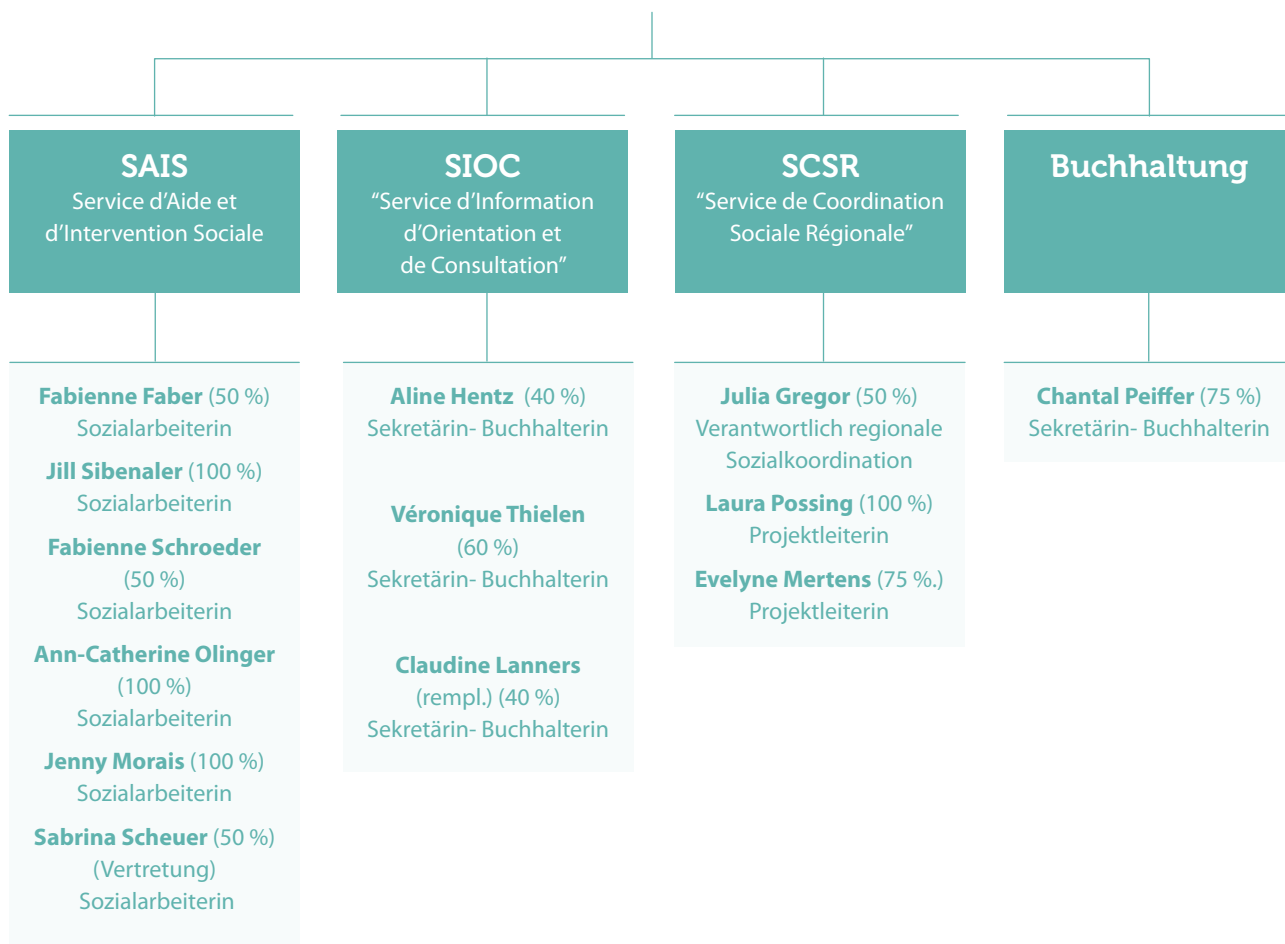 SAIS
Service d’Aide et
d’Intervention Sociale
SIOC
“Service d’Information
d’Orientation et
de Consultation”
SCSR
“Service de Coordination
Sociale Régionale”
Buchhaltung
Fabienne Faber (50 %)
Sozialarbeiterin
Jill Sibenaler (100 %)
Sozialarbeiterin
Fabienne Schroeder
(50 %)
Sozialarbeiterin
Ann-Catherine Olinger
(100 %)
Sozialarbeiterin
Jenny Morais (100 %)
Sozialarbeiterin
Sabrina Scheuer (50 %)
(Vertretung)
Sozialarbeiterin
Aline Hentz (40 %)
Sekretärin- Buchhalterin
Véronique Thielen
(60 %)
Sekretärin- Buchhalterin
Claudine Lanners
(rempl.) (40 %)
Sekretärin- Buchhalterin
Julia Gregor (50 %)
Verantwortlich regionale
Sozialkoordination
Laura Possing (100 %)
Projektleiterin
Evelyne Mertens (75 %.)
Projektleiterin
Chantal Peiffer (75 %)
Sekretärin- Buchhalterin